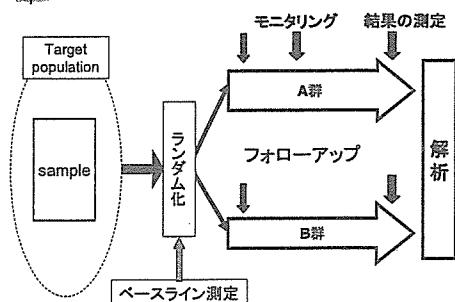 モニタリング 結果の測定
Target
population
A群
sample
ランダム化
フォローアップ
解析
B群
ベースライン測定